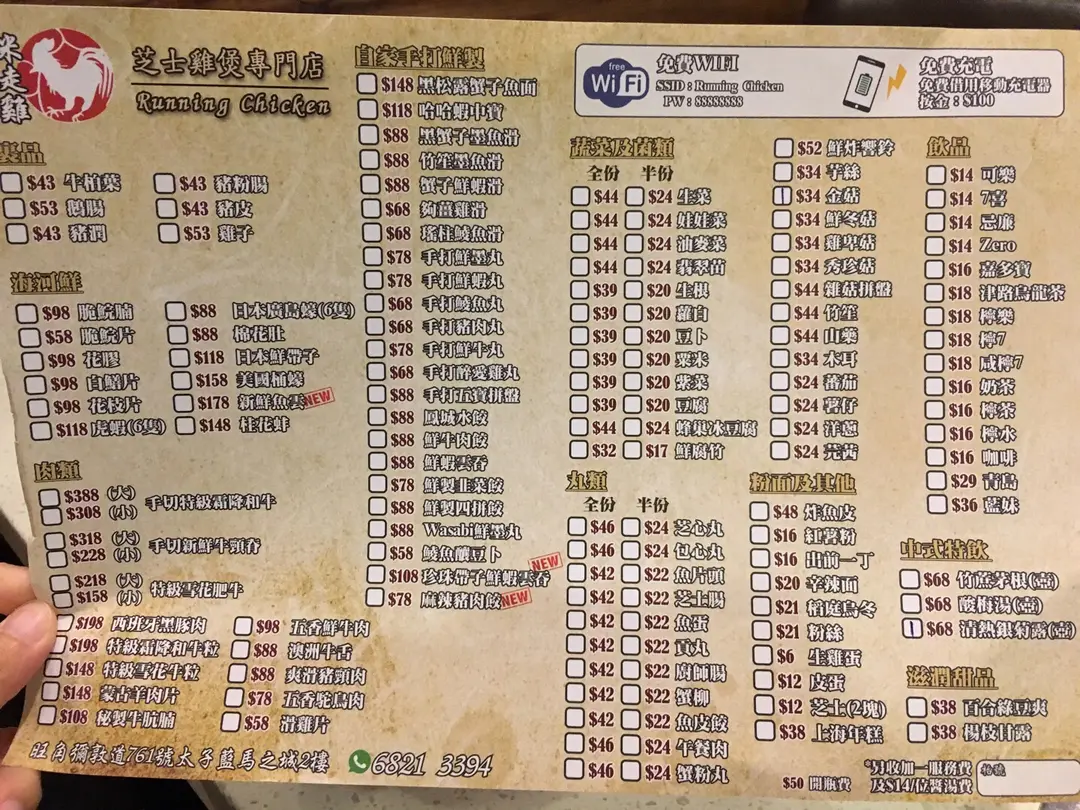 米走雞
芝士雞煲專門店
Running Chicken
$43 牛柏葉
$43 豬粉腸
$53 鵝腸
$43 豬皮
$43 豬潤
$53 雞子
海河鮮
$98 脆鯇腩
$88 日本廣島蠔(6隻)
$58 脆鯇片
$88 棉花肚
$98 花膠
$118 日本鮮帶子
$98 白鱔片
$158 美國桶蠔
$98 花枝片
$178 新鮮魚雲 NEW
$118 虎蝦(6隻)
$148 桂花蚌
肉類
$388 (大)
$308 (小)
手切特級霜降和牛
$318 (大)
$228 (小)
手切新鮮牛頸脊
$218 (大)
$158 (小)
特級雪花肥牛
$198 西班牙黑豚肉
$98 五香鮮牛肉
$198 特級霜降和牛粒
$88 澳洲牛舌
$148 特級雪花牛粒
$88 爽滑豬頸肉
$148 蒙古羊肉片
$78 五香鴕鳥肉
$108 秘製牛肮腩
$58 滑雞片
旺角彌敦道761號太子藍馬之城2樓
6821 3394
自家手打鮮製
$148 黑松露蟹子魚面
$118 哈哈蝦串寶
$88 黑蟹子墨魚滑
$88 竹笙墨魚滑
$88 蟹子鮮蝦滑
$68 夠薑雞滑
$68 瑤柱鯪魚滑
$78 手打鮮墨丸
$78 手打鮮蝦丸
$68 手打鯪魚丸
$68 手打豬肉丸
$78 手打鮮牛丸
$68 手打醉愛雞丸
$88 手打五寶拼盤
$88 鳳城水餃
$88 鮮牛肉餃
$88 鮮蝦雲吞
$78 鮮製韭菜餃
$88 鮮製四拼餃
$88 Wasabi鮮墨丸
$58 鯪魚釀豆卜
$108 珍珠帶子鮮蝦雲吞 NEW
$78 麻辣豬肉餃 NEW
free WiFi
免費WIFI
SSID : Running Chicken
PW : 88888888
免費充電
免費借用移動充電器
按金 : $100
蔬菜及菌類
全份 半份
$44 $24 生菜
$44 $24 娃娃菜
$44 $24 油麥菜
$44 $24 翡翠苗
$39 $20 生根
$39 $20 蘿白
$39 $20 豆卜
$39 $20 粟米
$39 $20 紫菜
$39 $20 豆腐
$44 $24 蜂巢冰豆腐
$32 $17 鮮腐竹
丸類
全份 半份
$46 $24 芝心丸
$46 $24 包心丸
$42 $22 魚片頭
$42 $22 芝士腸
$42 $22 魚蛋
$42 $22 貢丸
$42 $22 廚師腸
$42 $22 蟹柳
$42 $22 魚皮餃
$46 $24 午餐肉
$46 $24 蟹粉丸
$52 鮮炸響鈴
$34 芋絲
$34 金菇
$34 鮮冬菇
$34 雞髀菇
$34 秀珍菇
$44 雜菇拼盤
$44 竹笙
$44 山藥
$34 木耳
$24 蕃茄
$24 薯仔
$24 洋蔥
$24 芫茜
粉面及其他
$48 炸魚皮
$16 紅薯粉
$16 出前一丁
$20 辛辣面
$21 稻庭烏冬
$21 粉絲
$6 生雞蛋
$12 皮蛋
$12 芝士(2塊)
$38 上海年糕
$50 開瓶費
飲品
$14 可樂
$14 7喜
$14 忌廉
$14 Zero
$16 嘉多寶
$18 津路烏龍茶
$18 檸樂
$18 檸7
$18 咸檸7
$16 奶茶
$16 檸茶
$16 檸水
$16 咖啡
$29 青島
$36 藍妹
中式特飲
$68 竹蔗茅根(壺)
$68 酸梅湯(壺)
$68 清熱銀菊露(壺)
滋潤甜品
$38 百合綠豆爽
$38 楊枝甘露
*另收加一服務費
及$14/位醬湯費
枱號